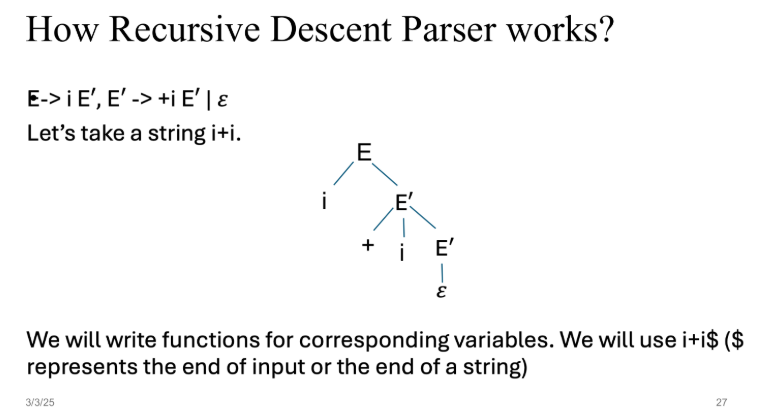 How Recursive Descent Parser works?
E-> i E′, E′ -> +i E′ | ε
Let's take a string i+i.
E
i E′
+ i E′
ε
We will write functions for corresponding variables. We will use i+i$ ($
represents the end of input or the end of a string)
3/3/25 27